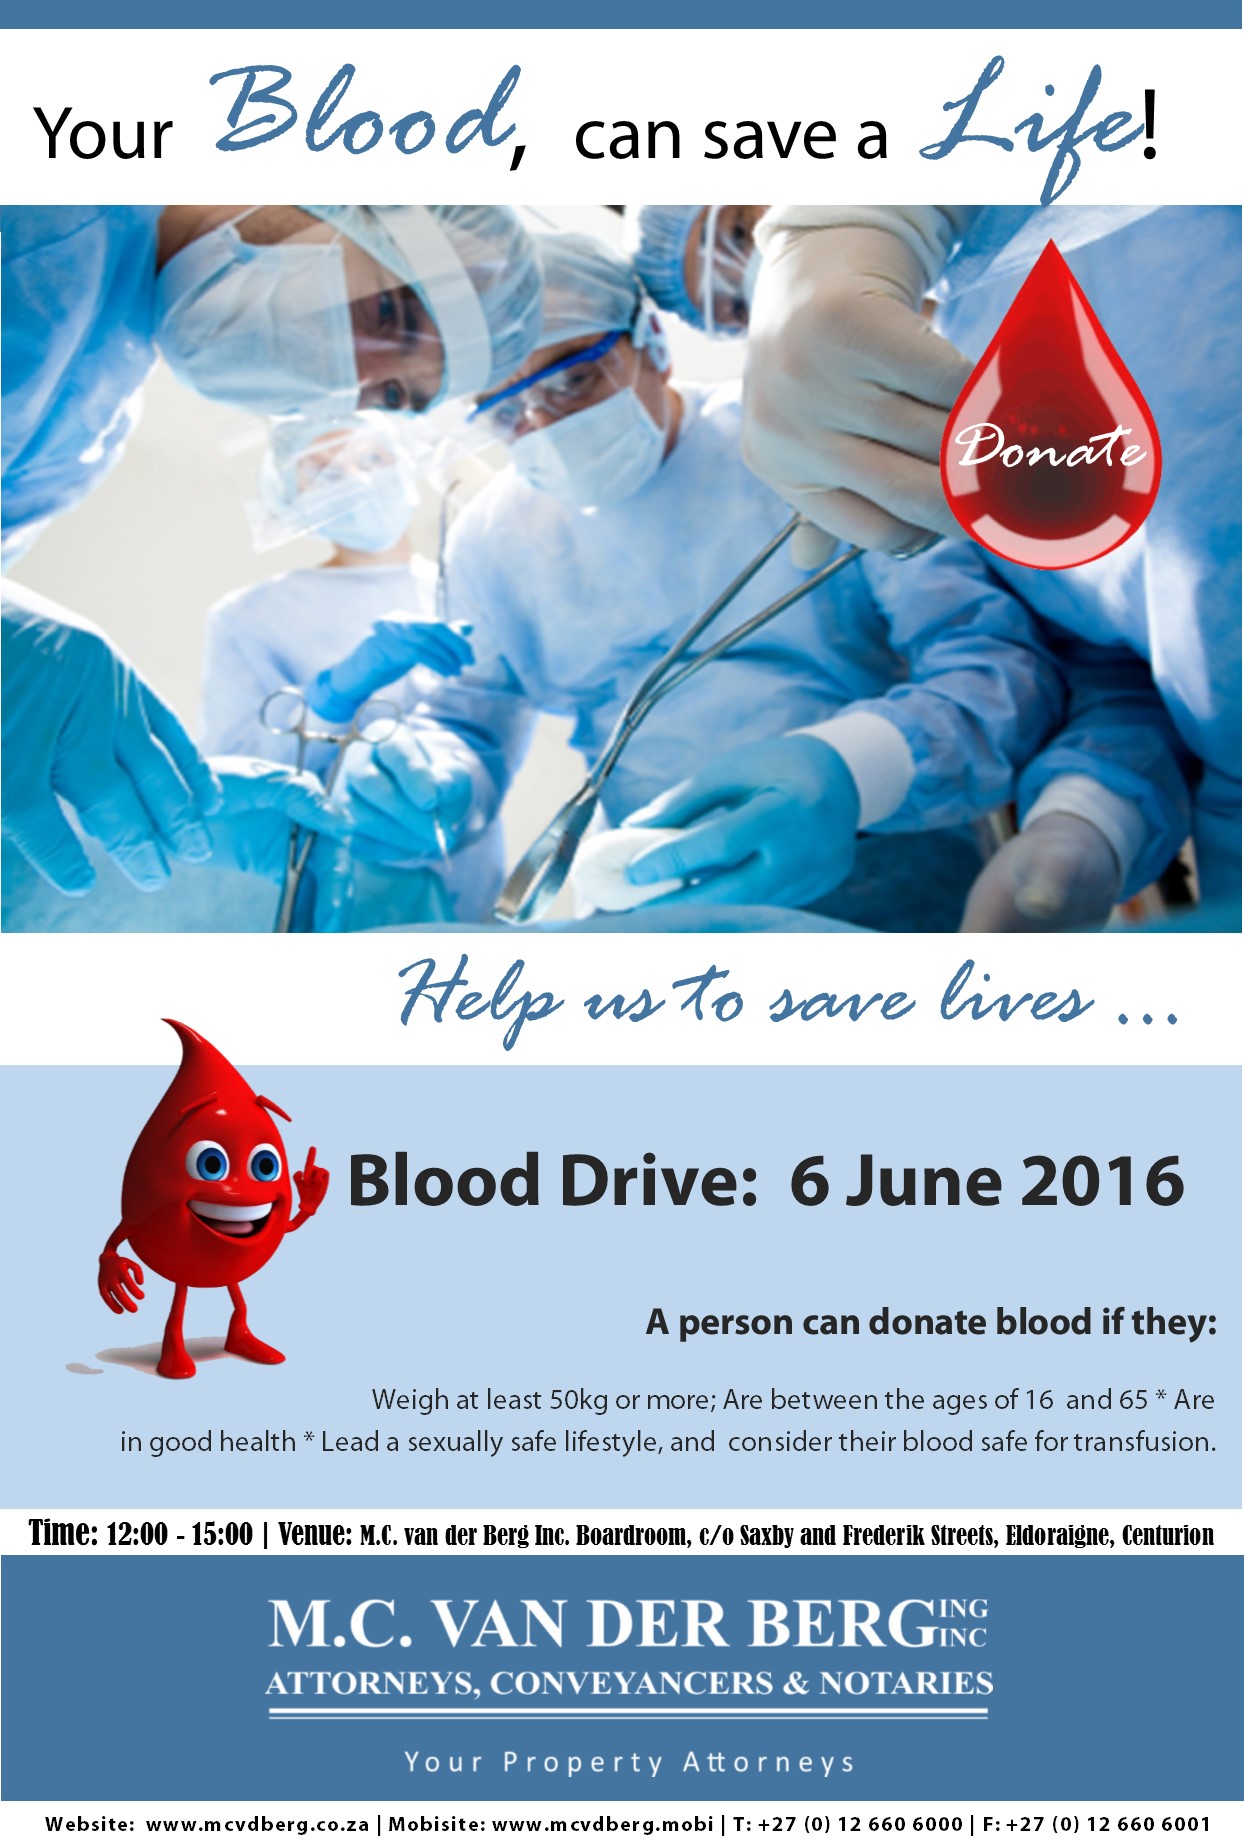 Your Blood, can save a Life!
Donate
Help us to save lives ...
Blood Drive: 6 June 2016
A person can donate blood if they:
Weigh at least 50kg or more; Are between the ages of 16 and 65 * Are
in good health * Lead a sexually safe lifestyle, and consider their blood safe for transfusion.
Time: 12:00 - 15:00 | Venue: M.C. van der Berg Inc. Boardroom, c/o Saxby and Frederik Streets, Eldoraigne, Centurion
M.C. VAN DER BERG ING INC
ATTORNEYS, CONVEYANCERS & NOTARIES
Your Property Attorneys
Website: www.mcvdberg.co.za | Mobisite: www.mcvdberg.mobi | T: +27 (0) 12 660 6000 | F: +27 (0) 12 660 6001